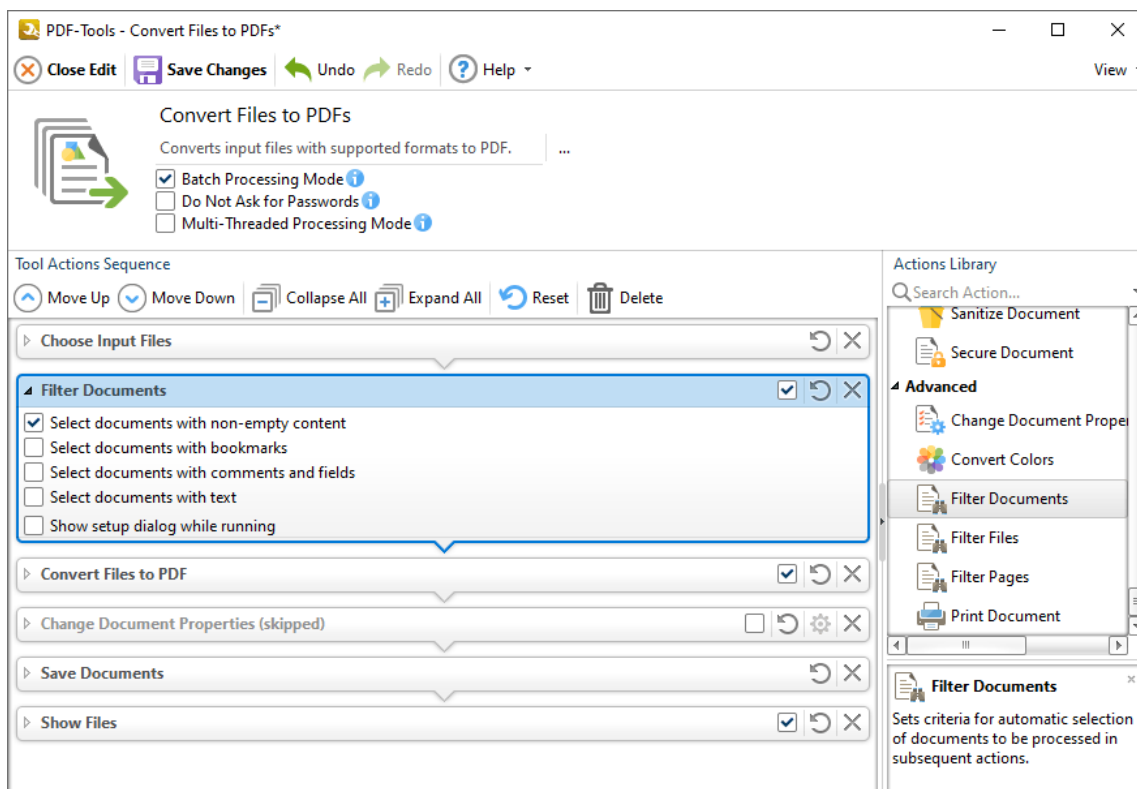 PDF-Tools - Convert Files to PDFs*
Close Edit Save Changes Undo Redo ? Help View
Convert Files to PDFs
Converts input files with supported formats to PDF. ...
Batch Processing Mode i
Do Not Ask for Passwords i
Multi-Threaded Processing Mode i
Tool Actions Sequence
Move Up Move Down Collapse All Expand All Reset Delete
Choose Input Files
Filter Documents
Select documents with non-empty content
Select documents with bookmarks
Select documents with comments and fields
Select documents with text
Show setup dialog while running
Convert Files to PDF
Change Document Properties (skipped)
Save Documents
Show Files
Actions Library
Search Action...
Sanitize Document
Secure Document
Advanced
Change Document Proper
Convert Colors
Filter Documents
Filter Files
Filter Pages
Print Document
Filter Documents
Sets criteria for automatic selection
of documents to be processed in
subsequent actions.